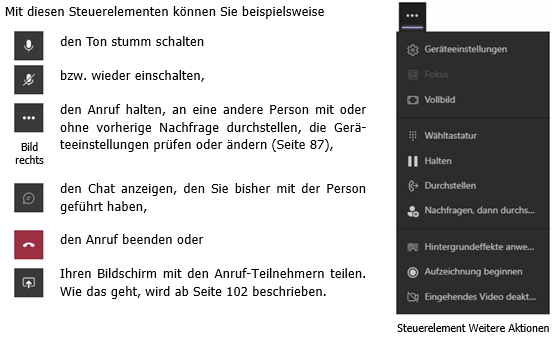 Mit diesen Steuerelementen können Sie beispielsweise
den Ton stumm schalten
bzw. wieder einschalten,
den Anruf halten, an eine andere Person mit oder
ohne vorherige Nachfrage durchstellen, die Gerä-
teeinstellungen prüfen oder ändern (Seite 87),
Bild
rechts
den Chat anzeigen, den Sie bisher mit der Person
geführt haben,
den Anruf beenden oder
Ihren Bildschirm mit den Anruf-Teilnehmern teilen.
Wie das geht, wird ab Seite 102 beschrieben.
Geräteeinstellungen
Fokus
Vollbild
Wähltastatur
Halten
Durchstellen
Nachfragen, dann durchs...
Hintergrundeffekte anwe...
Aufzeichnung beginnen
Eingehendes Video deakt...
Steuerelement Weitere Aktionen